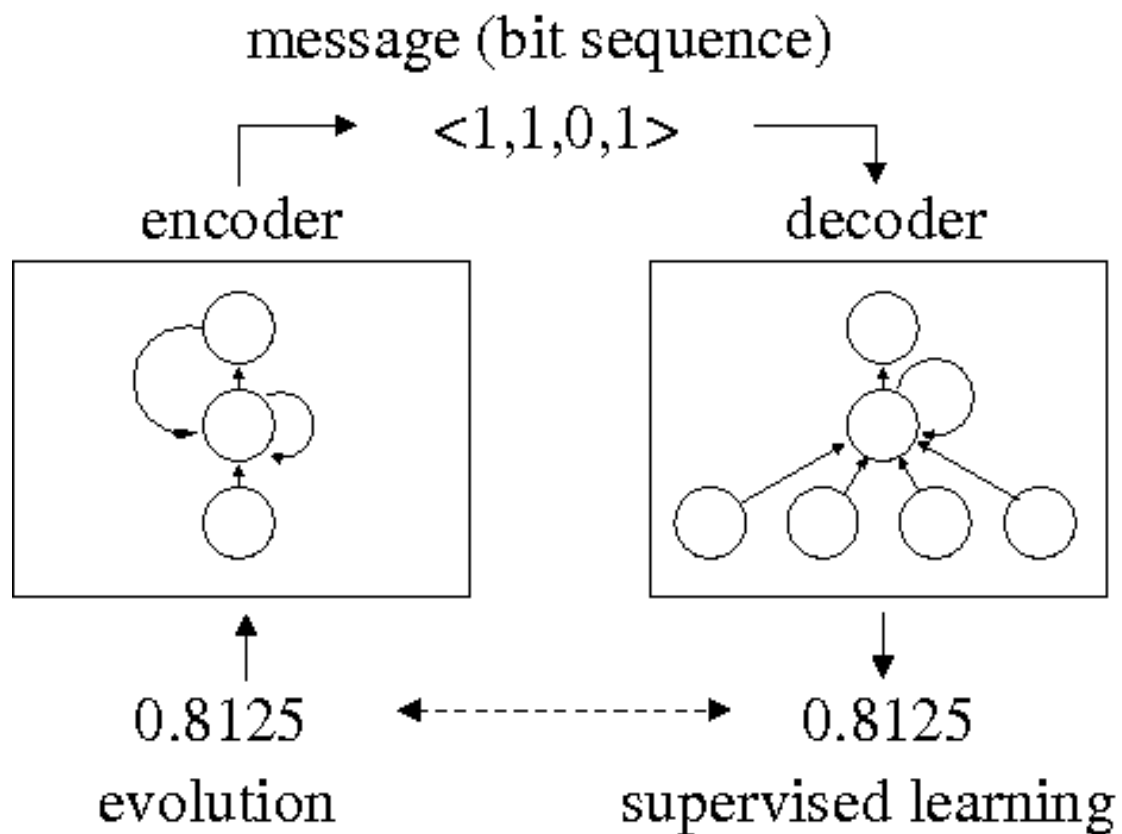 message (bit sequence)
<1,1,0,1>
encoder
decoder
0.8125
0.8125
evolution
supervised learning